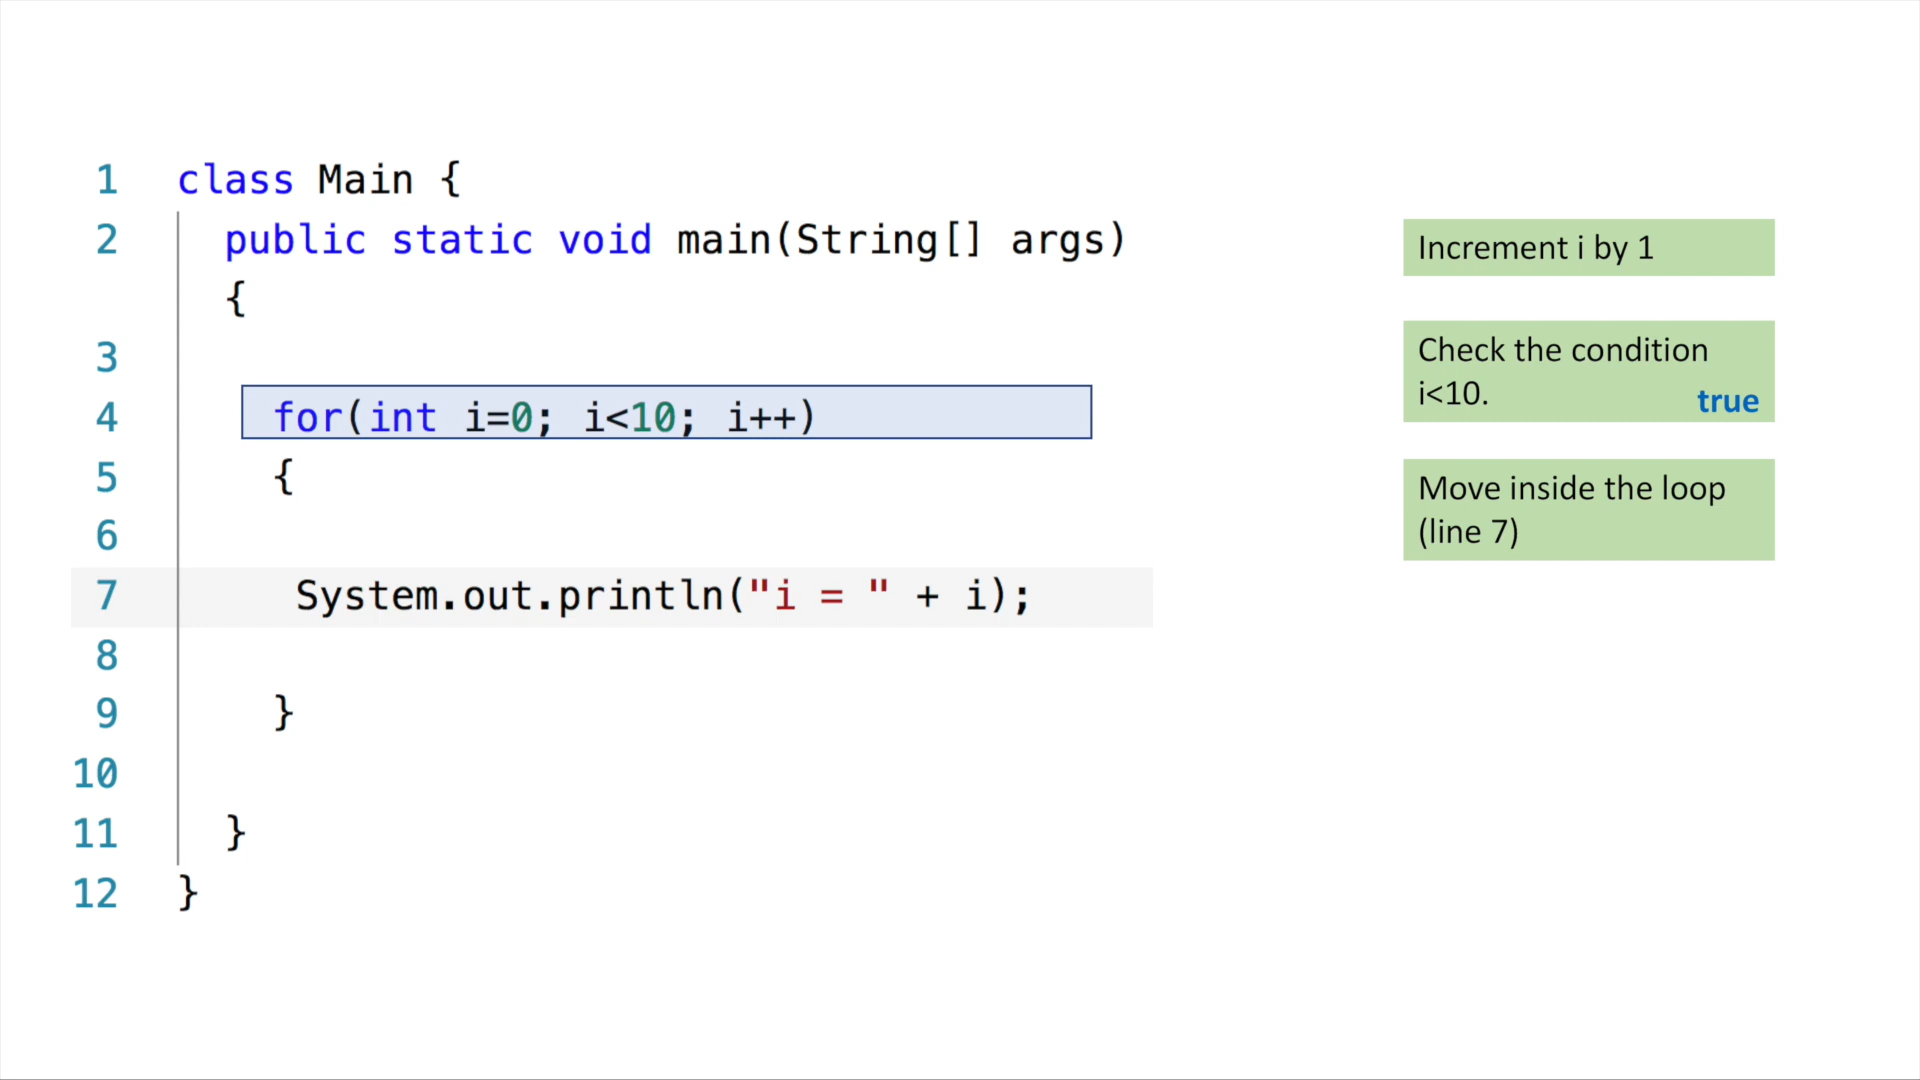 1 class Main {
2 public static void main(String[] args)
{
3
4 for(int i=0; i<10; i++)
5 {
6
7 System.out.println("i = " + i);
8
9 }
10
11 }
12 }
Increment i by 1
Check the condition
i<10. true
Move inside the loop
(line 7)